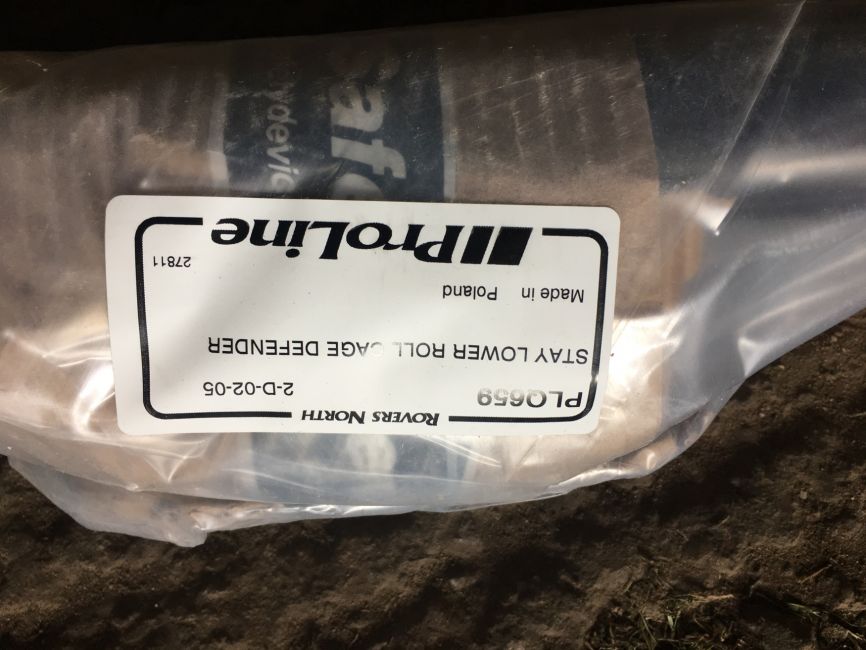 ROVERS NORTH
PLQ659 2-D-02-05
STAY LOWER ROLL CAGE DEFENDER
Made in Poland
27811
PROLINE